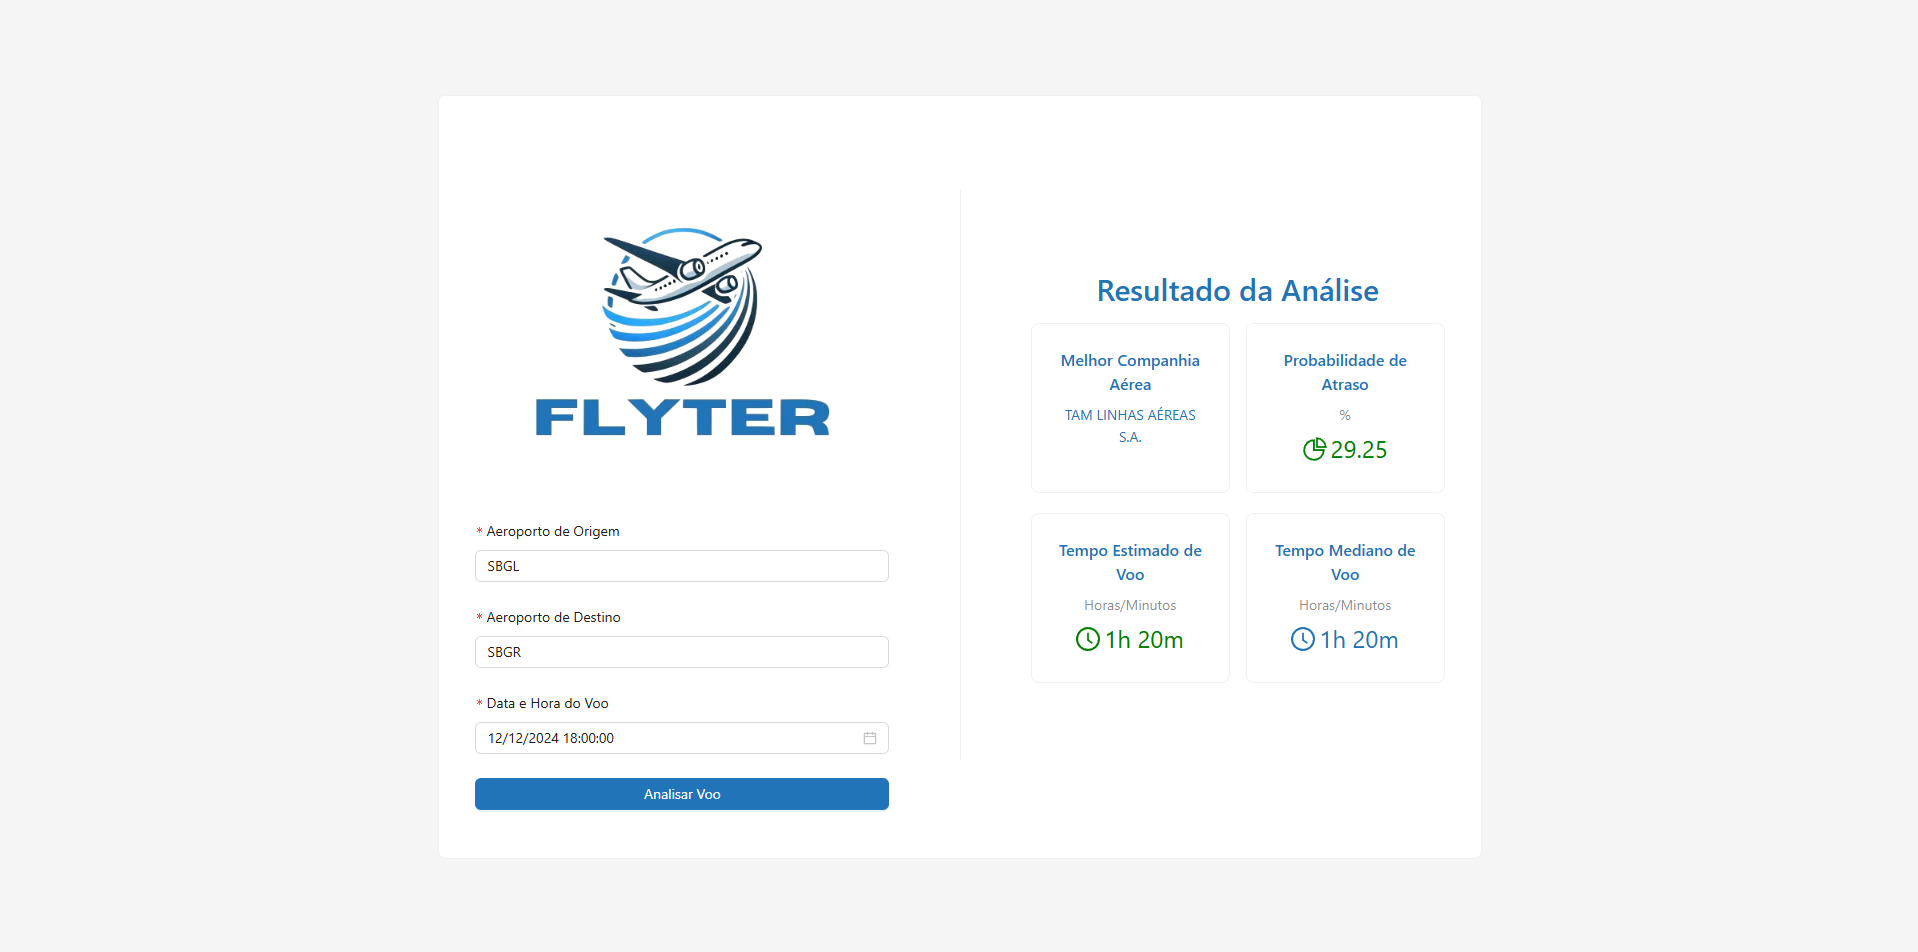 FLYTER
* Aeroporto de Origem
SBGL
* Aeroporto de Destino
SBGR
* Data e Hora do Voo
12/12/2024 18:00:00
Analisar Voo
Resultado da Análise
Melhor Companhia
Aérea
TAM LINHAS AÉREAS
S.A.
Probabilidade de
Atraso
%
29.25
Tempo Estimado de
Voo
Horas/Minutos
1h 20m
Tempo Mediano de
Voo
Horas/Minutos
1h 20m